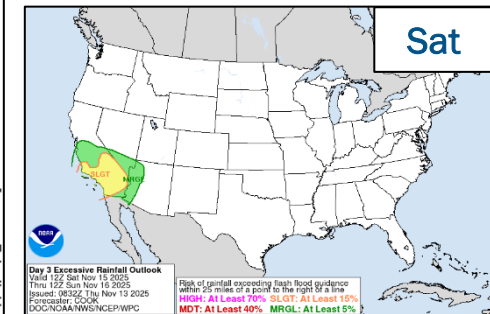 Sat
SLGT
MRGL
NOAA
Day 3 Excessive Rainfall Outlook
Valid 12Z Sat Nov 15 2025
Thru 12Z Sun Nov 16 2025
Issued: 0832Z Thu Nov 13 2025
Forecaster: COOK
DOC/NOAA/NWS/NCEP/WPC
Risk of rainfall exceeding flash flood guidance
within 25 miles of a point to the right of a line
HIGH: At Least 70% SLGT: At Least 15%
MDT: At Least 40% MRGL: At Least 5%